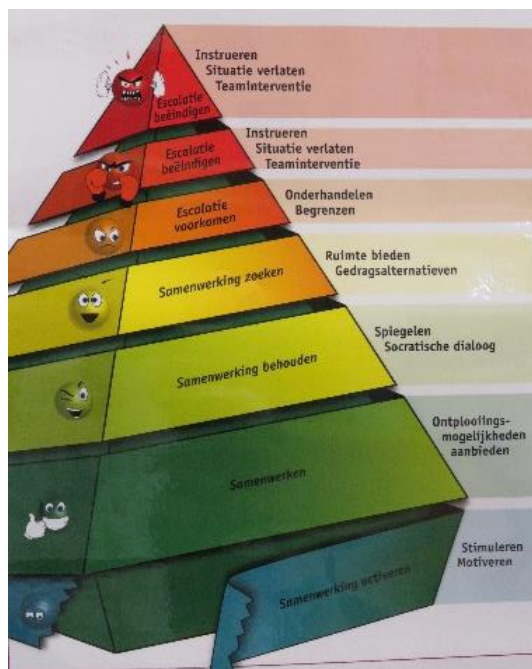 Instrueren
Situatie verlaten
Teaminterventie
Escalatie
beëindigen
Instrueren
Situatie verlaten
Teaminterventie
Escalatie
beëindigen
Onderhandelen
Begrenzen
Escalatie
voorkomen
Ruimte bieden
Gedragsalternatieven
Samenwerking zoeken
Spiegelen
Socratische dialoog
Samenwerking behouden
Ontplooiings-
mogelijkheden
aanbieden
Samenwerken
Stimuleren
Motiveren
Samenwerking activeren